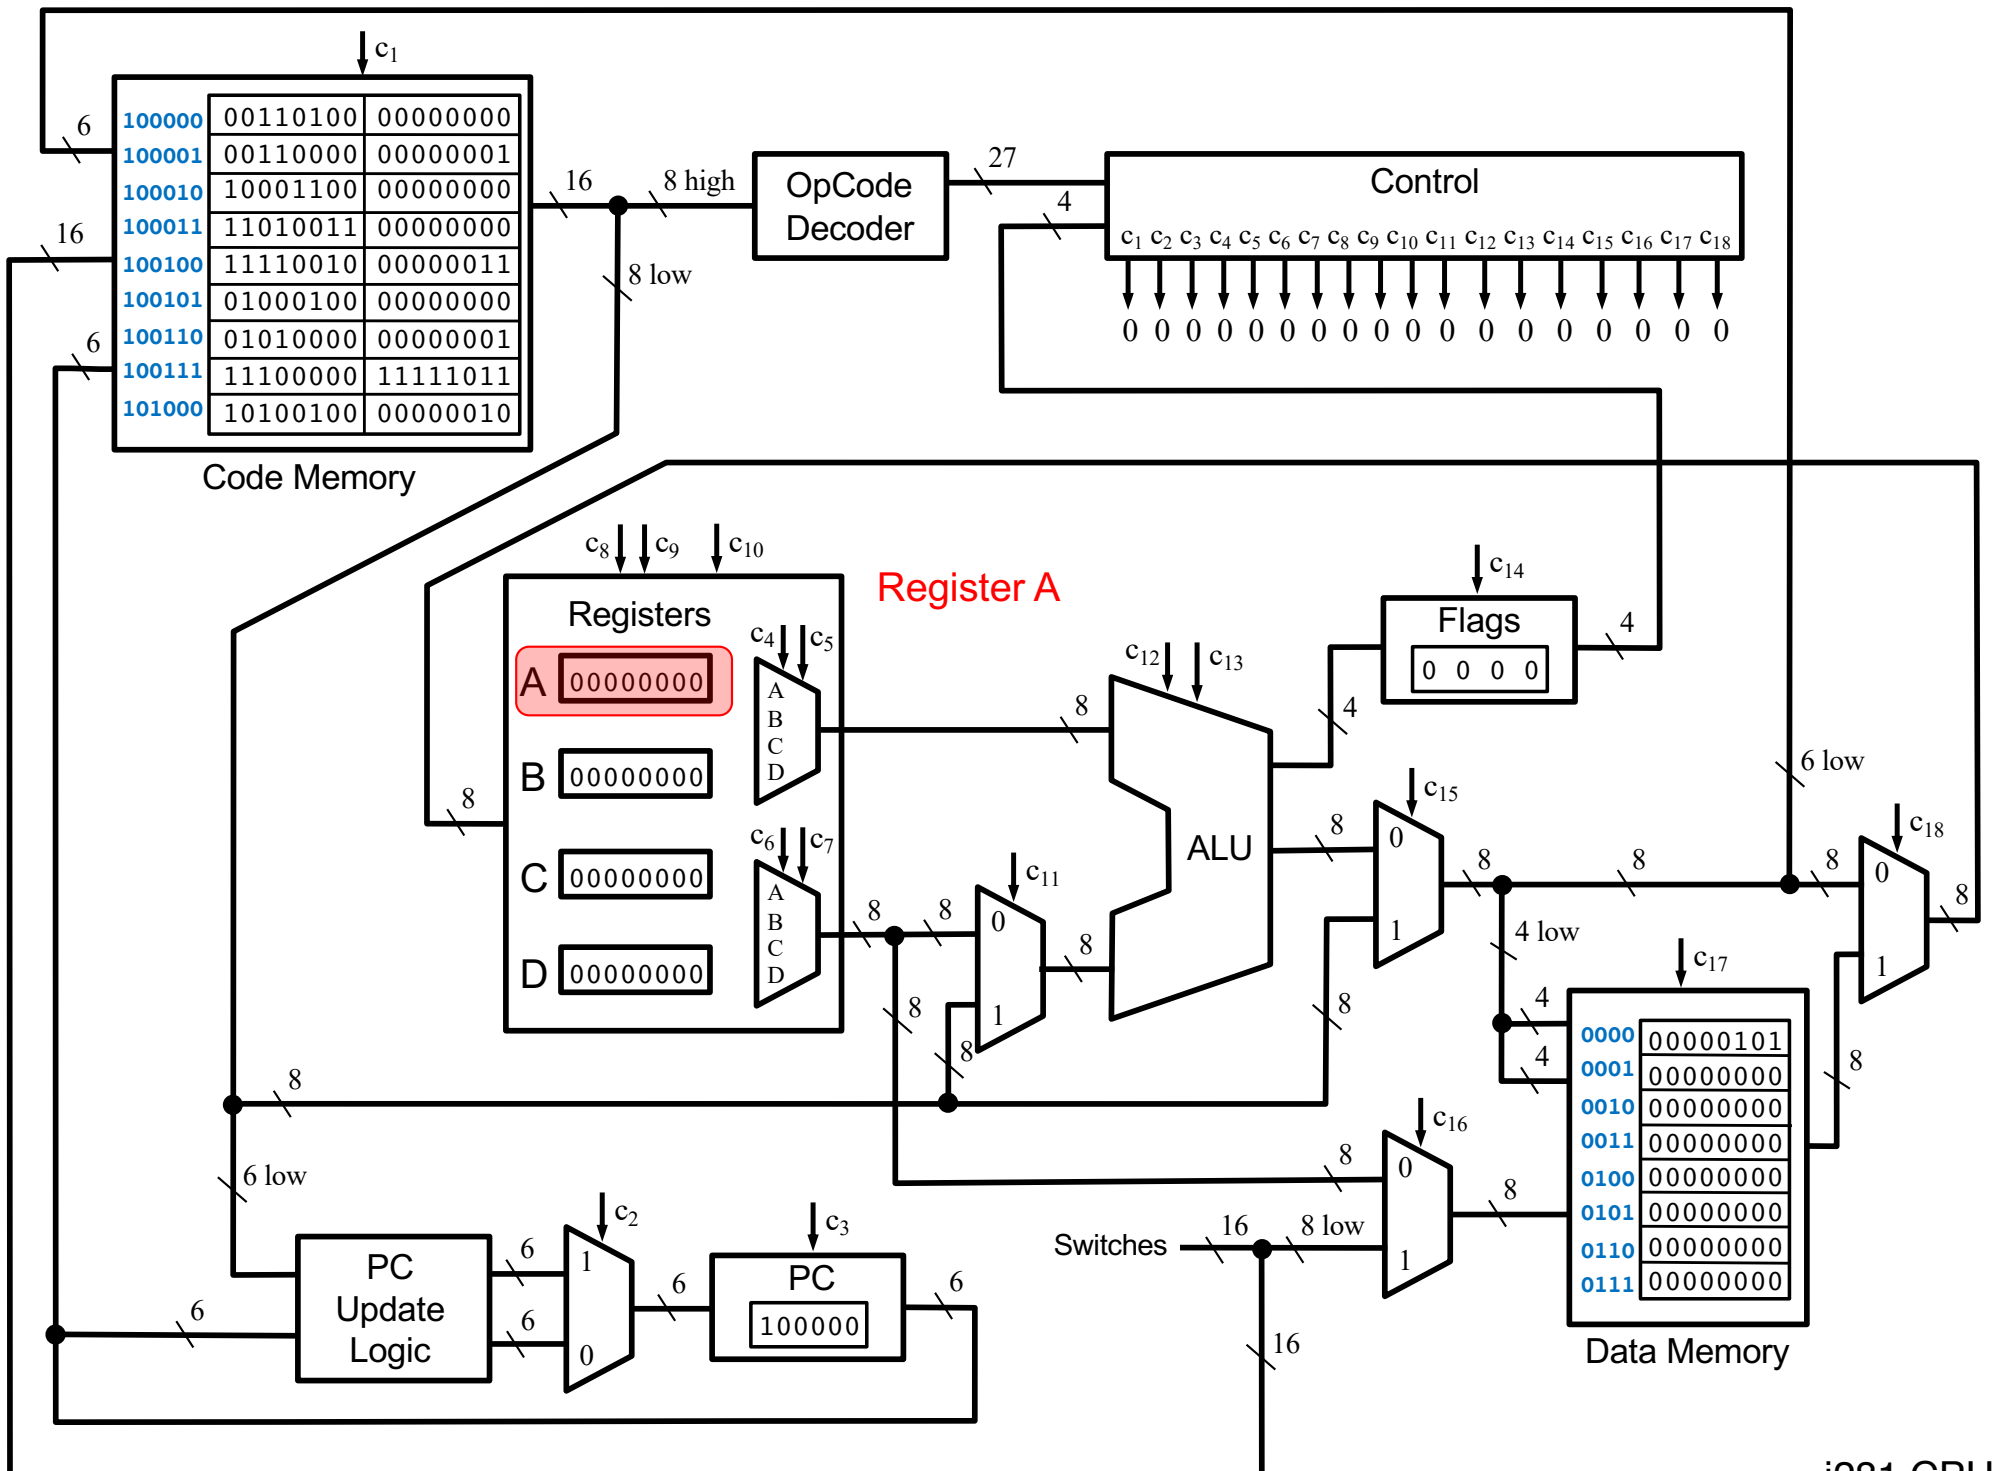 c1
100000 00110100 00000000
100001 00110000 00000001
100010 10001100 00000000
100011 11010011 00000000
100100 11110010 00000011
100101 01000100 00000000
100110 01010000 00000001
100111 11100000 11111011
101000 10100100 00000010
Code Memory
6
16
6
16
8 high
8 low
OpCode
Decoder
27
4
Control
c1 c2 c3 c4 c5 c6 c7 c8 c9 c10 c11 c12 c13 c14 c15 c16 c17 c18
0 0 0 0 0 0 0 0 0 0 0 0 0 0 0 0 0 0
c8 c9 c10
Register A
Registers
A 00000000
B 00000000
C 00000000
D 00000000
8
c4 c5
A
B
C
D
c6 c7
A
B
C
D
8
8
8
8
c11
0
1
8
8
8
c12 c13
ALU
4
8
c14
Flags
0 0 0 0
4
c15
0
1
8
8
8
8
6 low
8
4 low
4
4
c18
0
1
8
c17
0000 00000101
0001 00000000
0010 00000000
0011 00000000
0100 00000000
0101 00000000
0110 00000000
0111 00000000
Data Memory
8
c16
0
1
8
8
Switches
16
8 low
16
6 low
6
PC
Update
Logic
6
6
c2
1
0
6
c3
PC
100000
6